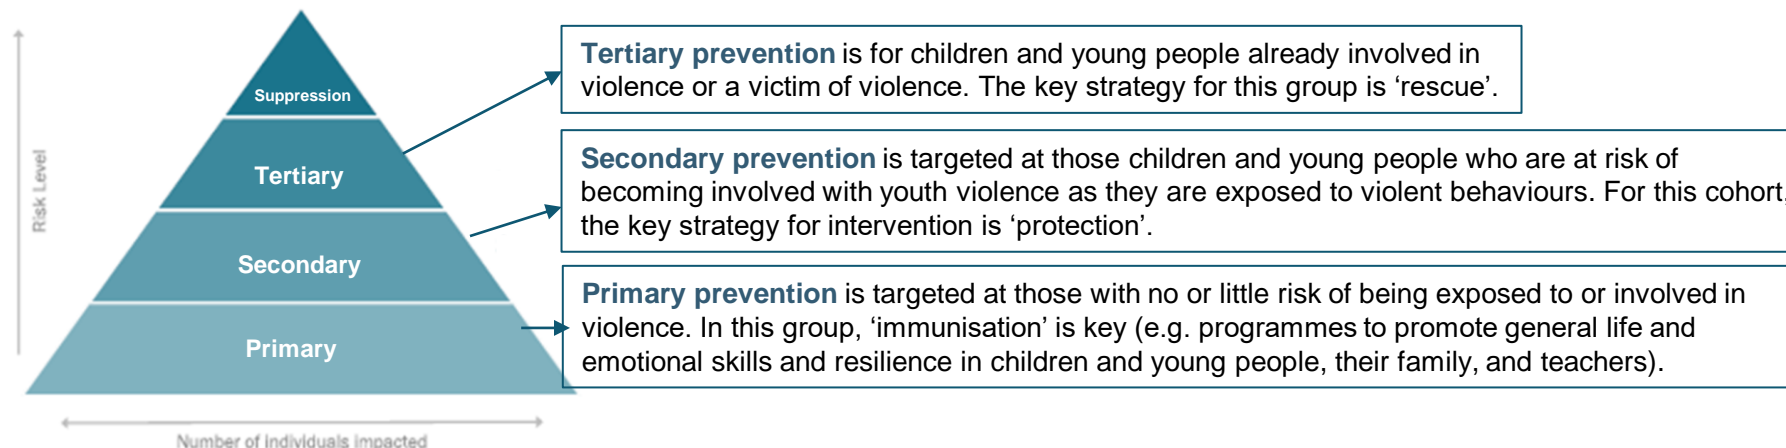 Risk Level
Suppression
Tertiary
Secondary
Primary
Number of individuals impacted
Tertiary prevention is for children and young people already involved in
violence or a victim of violence. The key strategy for this group is ‘rescue’.
Secondary prevention is targeted at those children and young people who are at risk of
becoming involved with youth violence as they are exposed to violent behaviours. For this cohort,
the key strategy for intervention is ‘protection’.
Primary prevention is targeted at those with no or little risk of being exposed to or involved in
violence. In this group, ‘immunisation’ is key (e.g. programmes to promote general life and
emotional skills and resilience in children and young people, their family, and teachers).